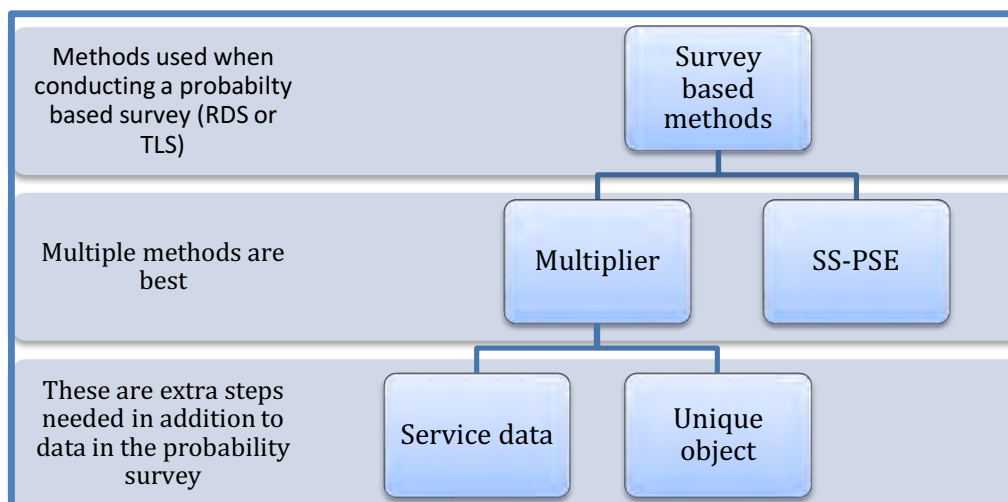 Methods used when
conducting a probabilty
based survey (RDS or
TLS)
Survey
based
methods
Multiple methods are
best
Multiplier
SS-PSE
These are extra steps
needed in addition to
data in the probability
survey
Service data
Unique
object